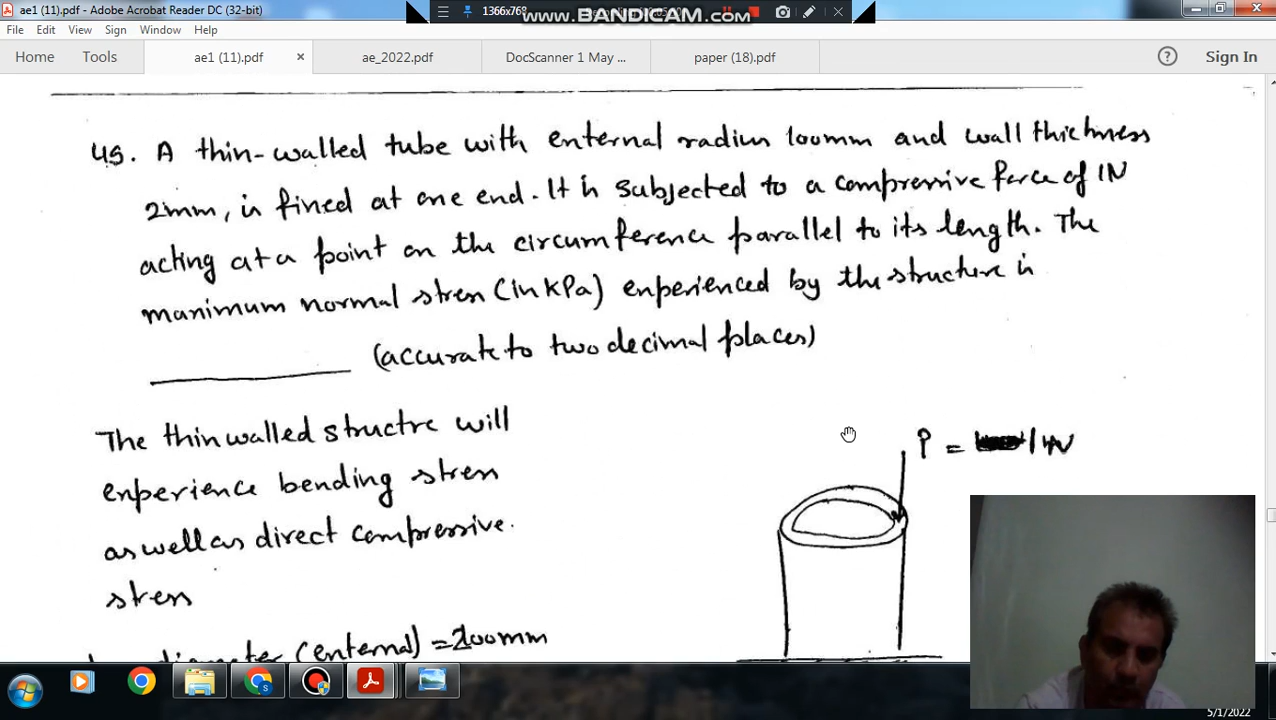 ae1 (11).pdf - Adobe Acrobat Reader DC (32-bit)
1366x768
www.BANDICAM.com
File Edit View Sign Window Help
Home Tools ae1 (11).pdf × ae_2022.pdf DocScanner 1 May ... paper (18).pdf Sign In
45. A thin-walled tube with external radius 100mm and wall thickness
2mm, is fixed at one end. It is subjected to a compressive force of 1N
acting at a point on the circumference parallel to its length. The
maximum normal stress (in kPa) experienced by the structure is
(accurate to two decimal places)
The thin walled structre will
experience bending stress
as well as direct compressive.
stress
P = 1N
diameter (external) = 200mm
5/1/2022